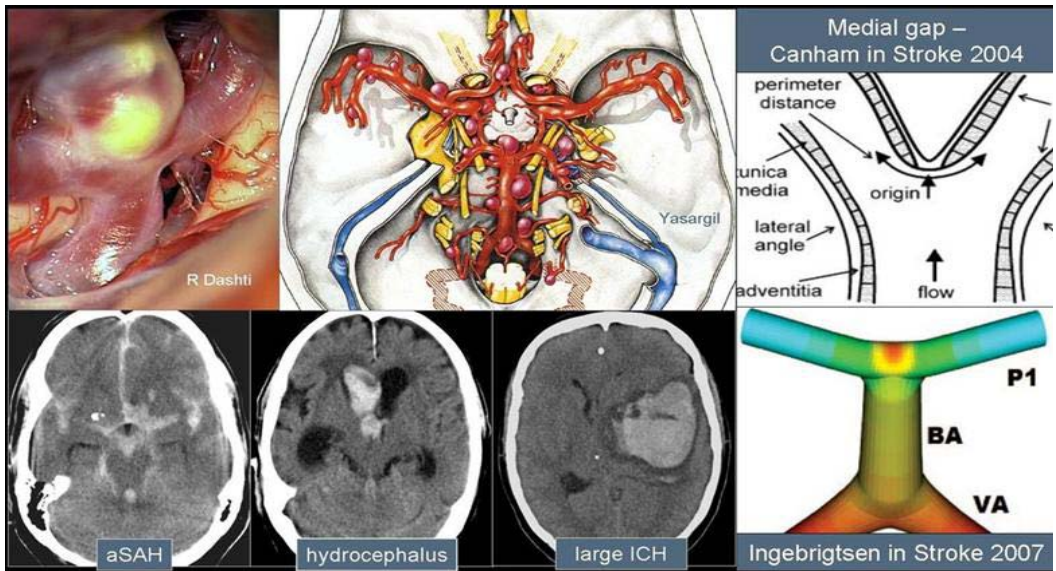 R Dashti
Yasargil
Medial gap –
Canham in Stroke 2004
perimeter
distance
tunica
media
origin
lateral
angle
adventitia
flow
P1
BA
VA
aSAH
hydrocephalus
large ICH
Ingebrigtsen in Stroke 2007